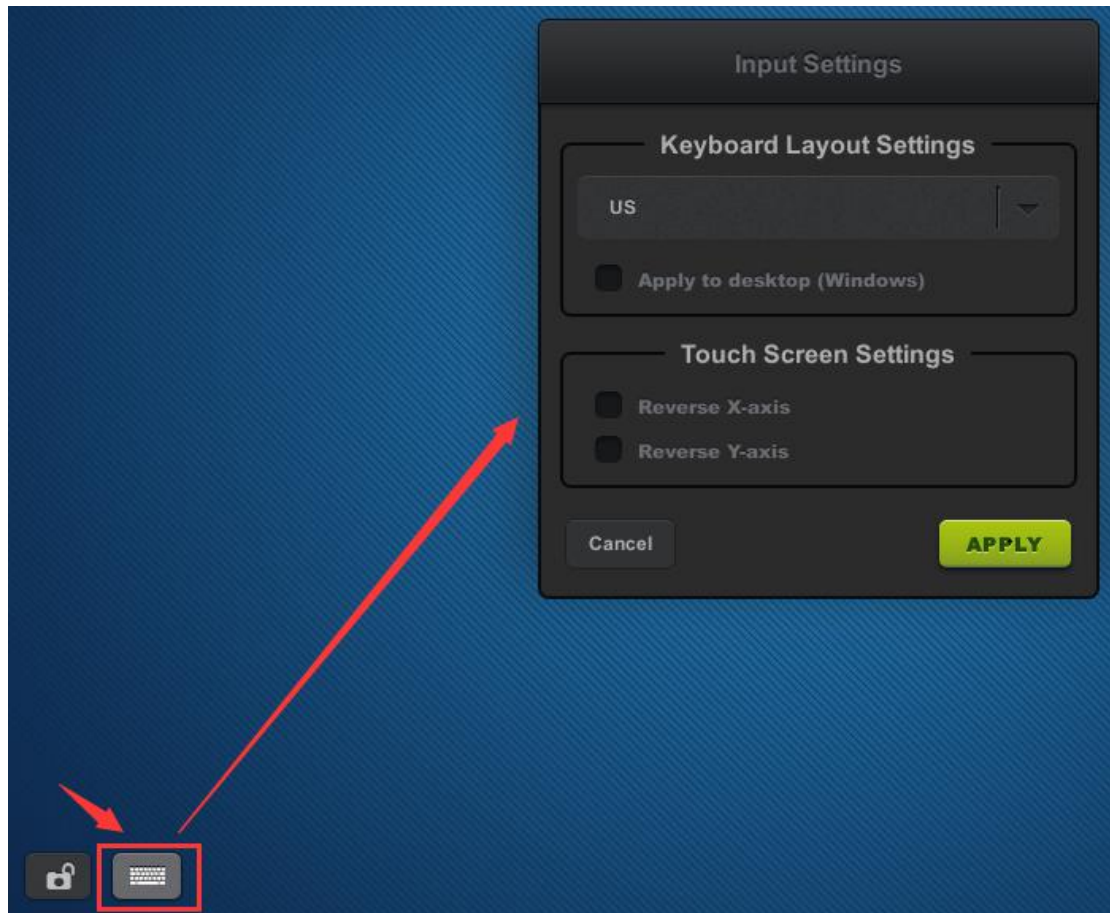 Input Settings
Keyboard Layout Settings
US
Apply to desktop (Windows)
Touch Screen Settings
Reverse X-axis
Reverse Y-axis
Cancel
APPLY